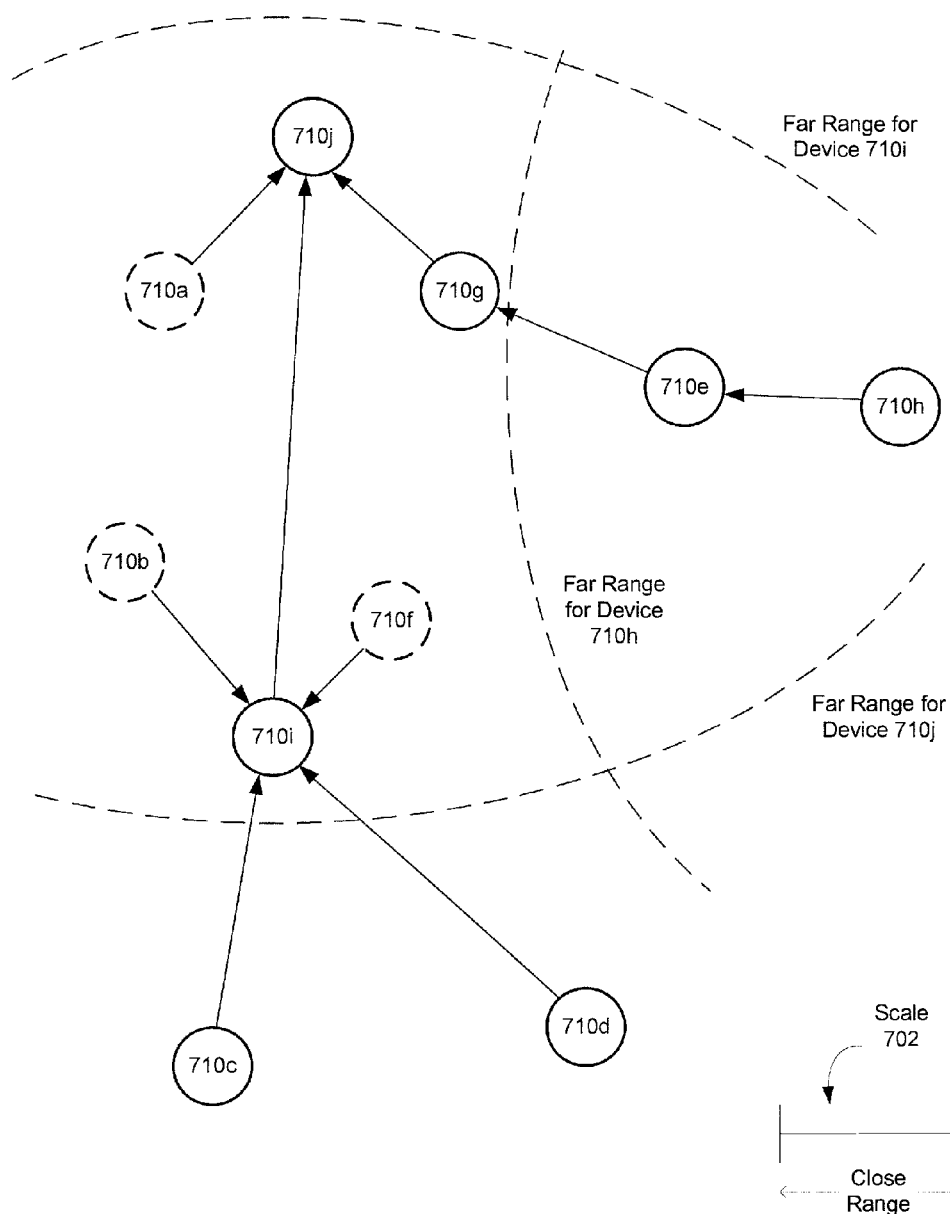 Far Range for
Device 710i
710j
710a
710g
710e
710h
710b
710f
Far Range
for Device
710h
710i
Far Range for
Device 710j
710d
710c
Scale
702
Close
Range